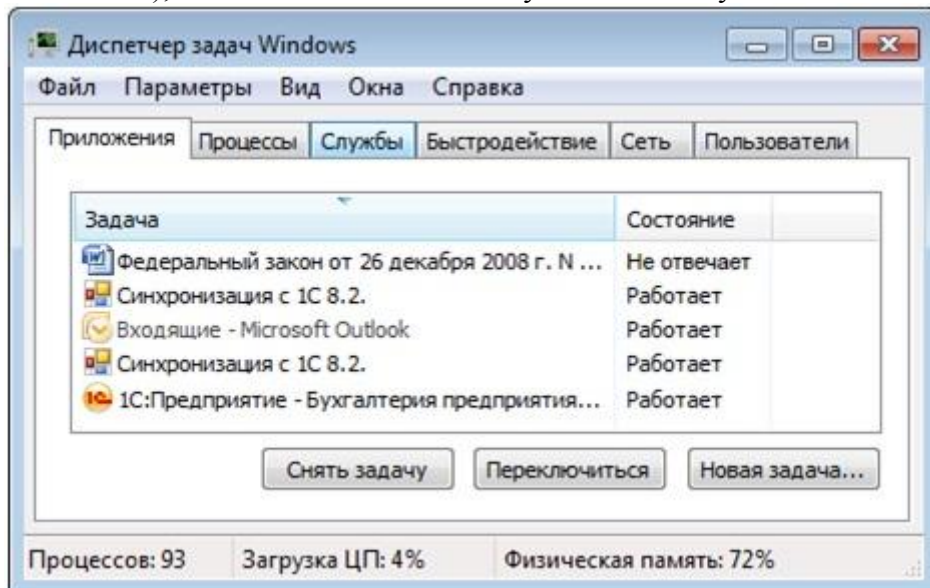 Диспетчер задач Windows
Файл Параметры Вид Окна Справка
Приложения Процессы Службы Быстродействие Сеть Пользователи
Задача Состояние
Федеральный закон от 26 декабря 2008 г. N ... Не отвечает
Синхронизация с 1С 8.2. Работает
Входящие - Microsoft Outlook Работает
Синхронизация с 1С 8.2. Работает
1С:Предприятие - Бухгалтерия предприятия... Работает
Снять задачу Переключиться Новая задача...
Процессов: 93 Загрузка ЦП: 4% Физическая память: 72%